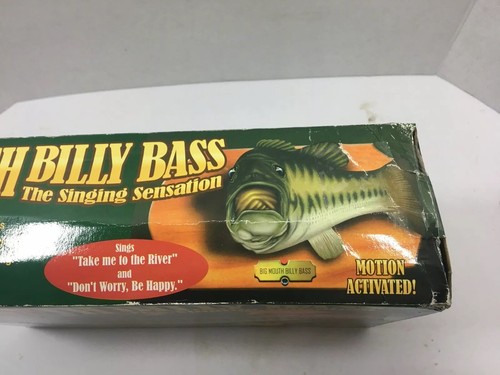 H BILLY BASS
The Singing Sensation
Sings
"Take me to the River"
and
"Don't Worry, Be Happy."
BIG MOUTH BILLY BASS
MOTION
ACTIVATED!